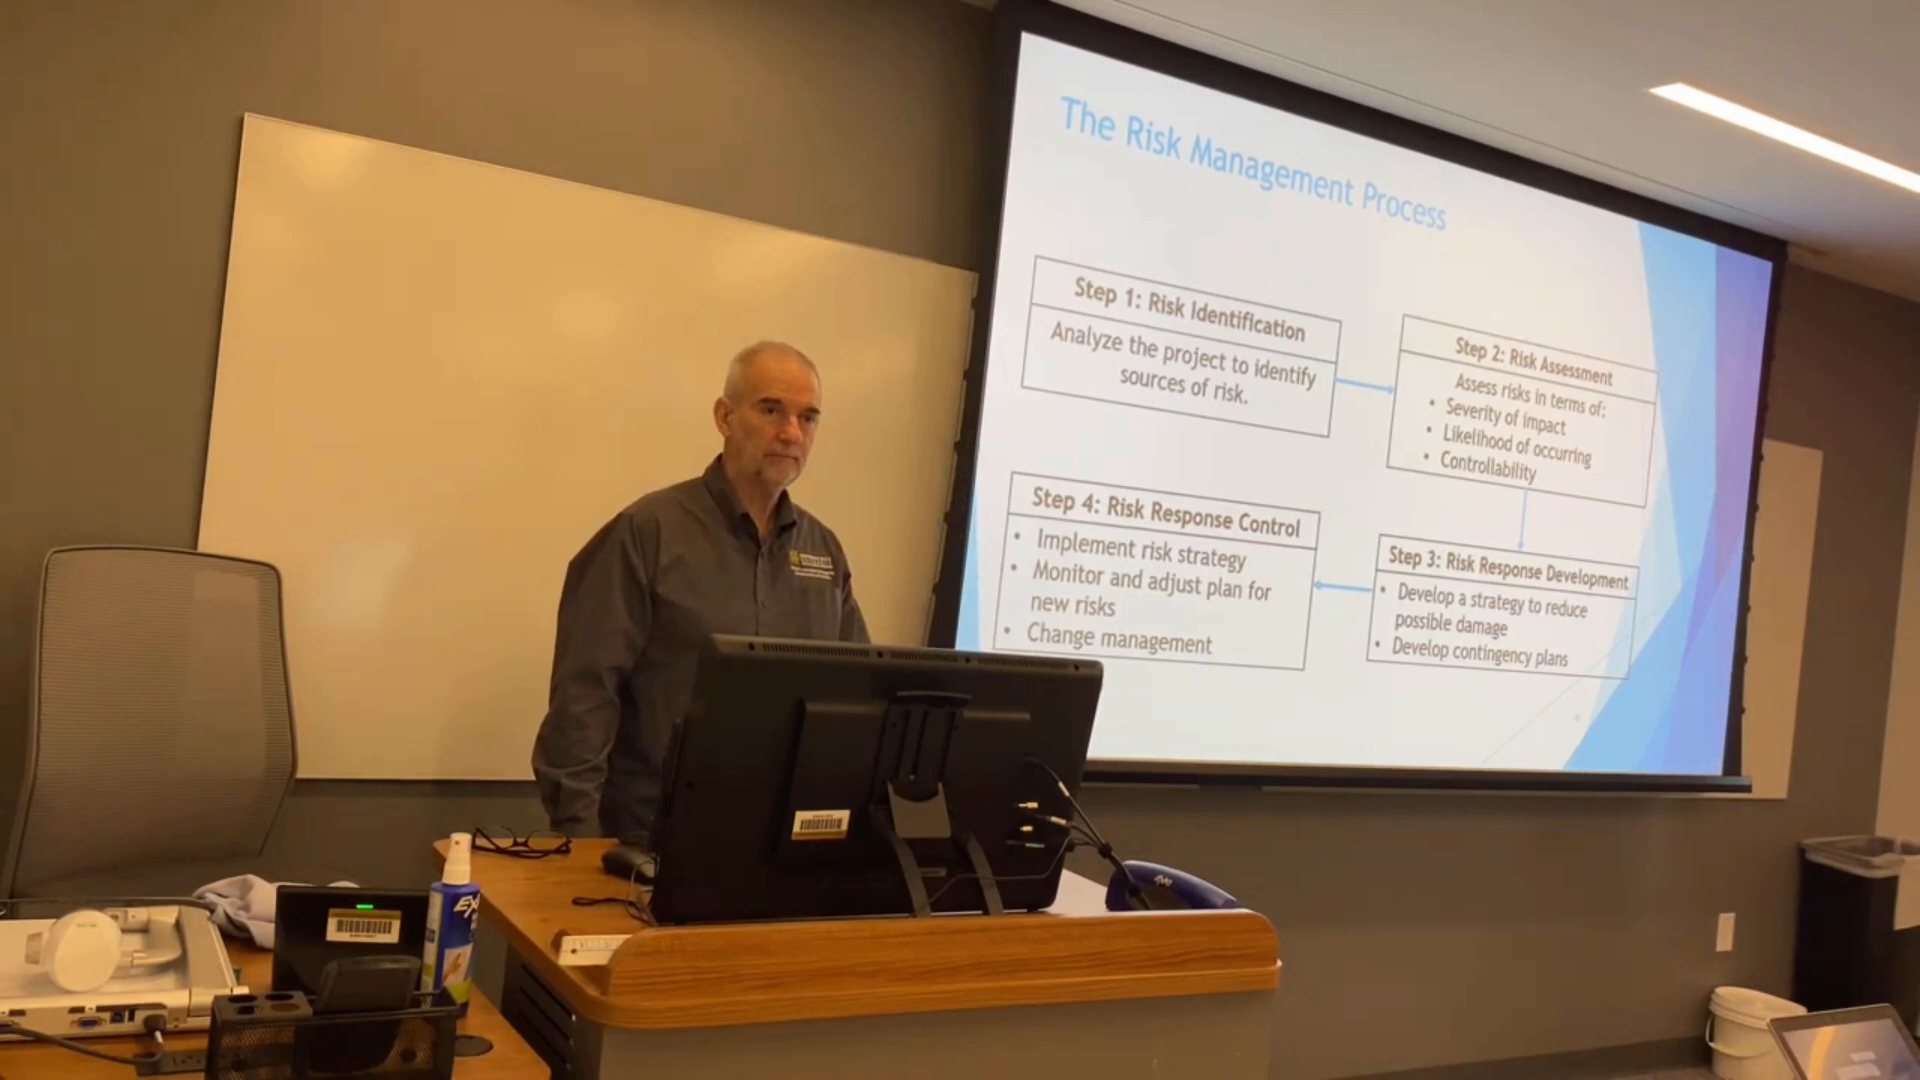 The Risk Management Process
Step 1: Risk Identification
Analyze the project to identify
sources of risk.
Step 2: Risk Assessment
Assess risks in terms of:
• Severity of impact
• Likelihood of occurring
• Controllability
Step 3: Risk Response Development
• Develop a strategy to reduce
possible damage
• Develop contingency plans
Step 4: Risk Response Control
• Implement risk strategy
• Monitor and adjust plan for
new risks
• Change management